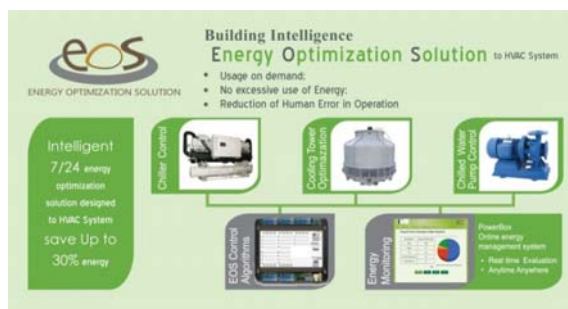 eos
ENERGY OPTIMIZATION SOLUTION
Building Intelligence
Energy Optimization Solution to HVAC System
• Usage on demand;
• No excessive use of Energy;
• Reduction of Human Error in Operation
Intelligent
7/24 energy
optimization
solution designed
to HVAC System
save Up to
30% energy
Chiller Control
Cooling Tower
Optimazation
Chilled Water
Pump Control
EOS Control
Algorithms
Energy
Monitoring
PowerBox
Online energy
management system
• Real time Evaluation
• Anytime Anywhere